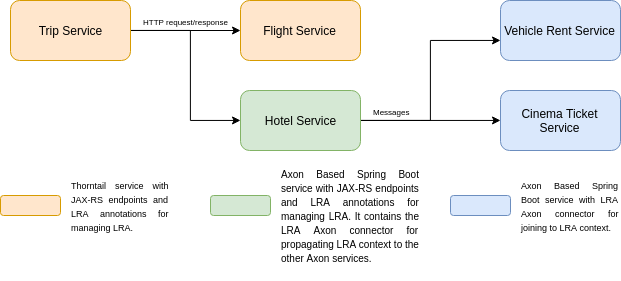 Trip Service
HTTP request/response
Flight Service
Vehicle Rent Service
Hotel Service
Messages
Cinema Ticket
Service
Thorntail service with
JAX-RS endpoints and
LRA annotations for
managing LRA.
Axon Based Spring Boot
service with JAX-RS endpoints
and LRA annotations for
managing LRA. It contains the
LRA Axon connector for
propagating LRA context to the
other Axon services.
Axon Based Spring
Boot service with LRA
Axon connector for
joining to LRA context.